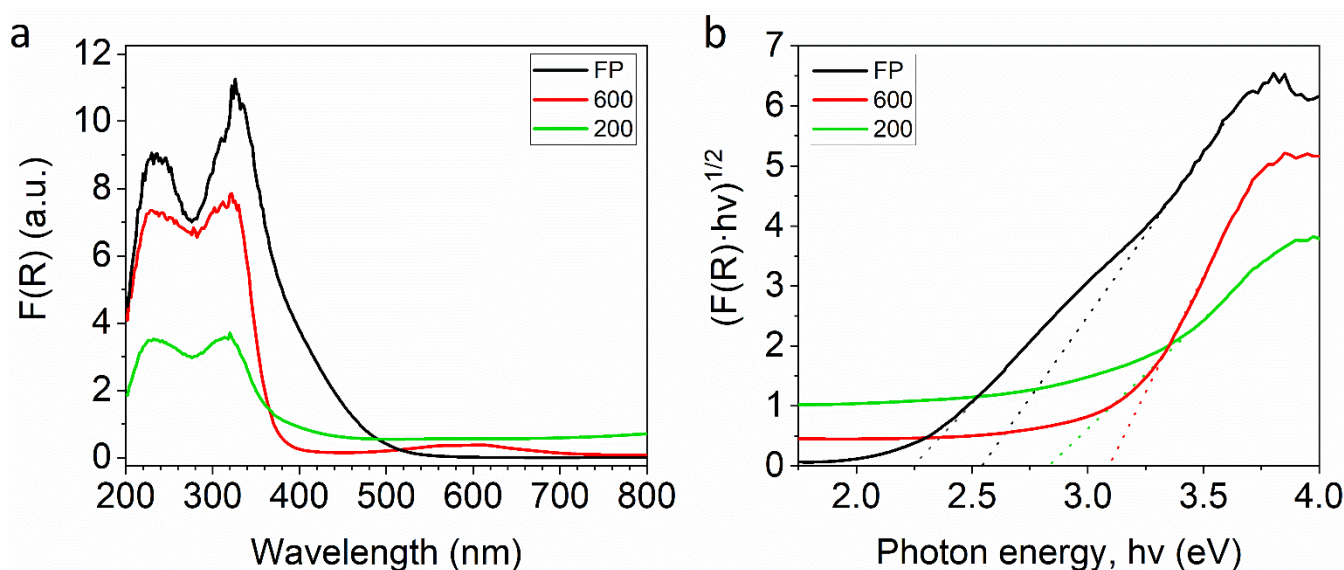 a
12
10
8
6
4
2
0
F(R) (a.u.)
FP
600
200
200 300 400 500 600 700 800
Wavelength (nm)
b
7
6
5
4
3
2
1
0
(F(R)·hν)^{1/2}
FP
600
200
2.0 2.5 3.0 3.5 4.0
Photon energy, hν (eV)